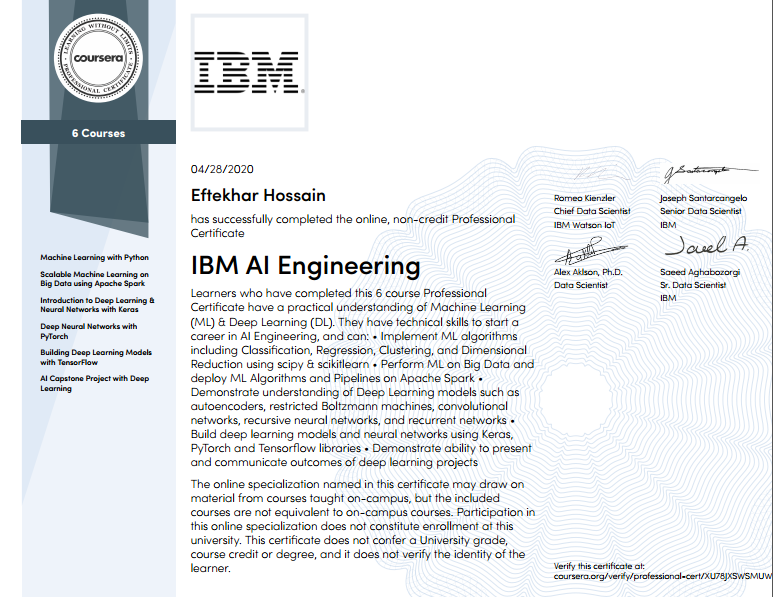 LEARNING WITHOUT LIMITS
coursera
PROFESSIONAL CERTIFICATE
6 Courses
Machine Learning with Python
Scalable Machine Learning on
Big Data using Apache Spark
Introduction to Deep Learning &
Neural Networks with Keras
Deep Neural Networks with
PyTorch
Building Deep Learning Models
with TensorFlow
AI Capstone Project with Deep
Learning
IBM
04/28/2020
Eftekhar Hossain
has successfully completed the online, non-credit Professional
Certificate
IBM AI Engineering
Learners who have completed this 6 course Professional
Certificate have a practical understanding of Machine Learning
(ML) & Deep Learning (DL). They have technical skills to start a
career in AI Engineering, and can: • Implement ML algorithms
including Classification, Regression, Clustering, and Dimensional
Reduction using scipy & scikitlearn • Perform ML on Big Data and
deploy ML Algorithms and Pipelines on Apache Spark •
Demonstrate understanding of Deep Learning models such as
autoencoders, restricted Boltzmann machines, convolutional
networks, recursive neural networks, and recurrent networks •
Build deep learning models and neural networks using Keras,
PyTorch and Tensorflow libraries • Demonstrate ability to present
and communicate outcomes of deep learning projects
The online specialization named in this certificate may draw on
material from courses taught on-campus, but the included
courses are not equivalent to on-campus courses. Participation in
this online specialization does not constitute enrollment at this
university. This certificate does not confer a University grade,
course credit or degree, and it does not verify the identity of the
learner.
Romeo Kienzler
Chief Data Scientist
IBM Watson IoT
Joseph Santarcangelo
Senior Data Scientist
IBM
Alex Aklson, Ph.D.
Data Scientist
Saeed Aghabozorgi
Sr. Data Scientist
IBM
Verify this certificate at:
coursera.org/verify/professional-cert/XU78JXSWSMUW